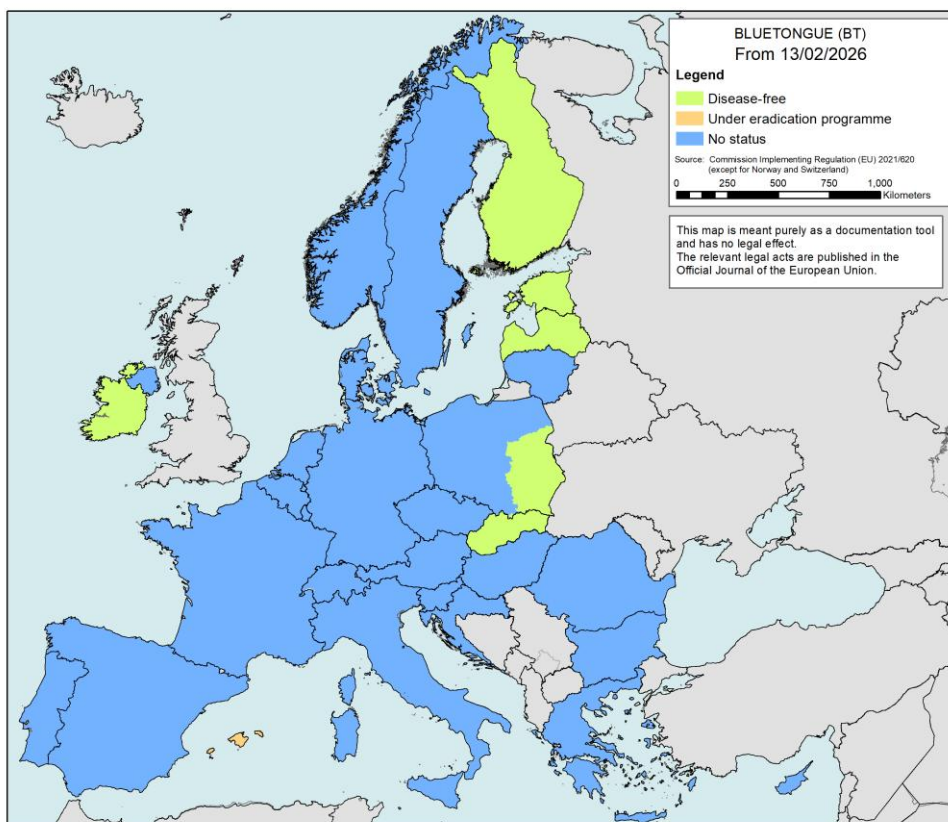 BLUETONGUE (BT)
From 13/02/2026
Legend
Disease-free
Under eradication programme
No status
Source: Commission Implementing Regulation (EU) 2021/620
(except for Norway and Switzerland)
0 250 500 750 1,000
Kilometers
This map is meant purely as a documentation tool
and has no legal effect.
The relevant legal acts are published in the
Official Journal of the European Union.